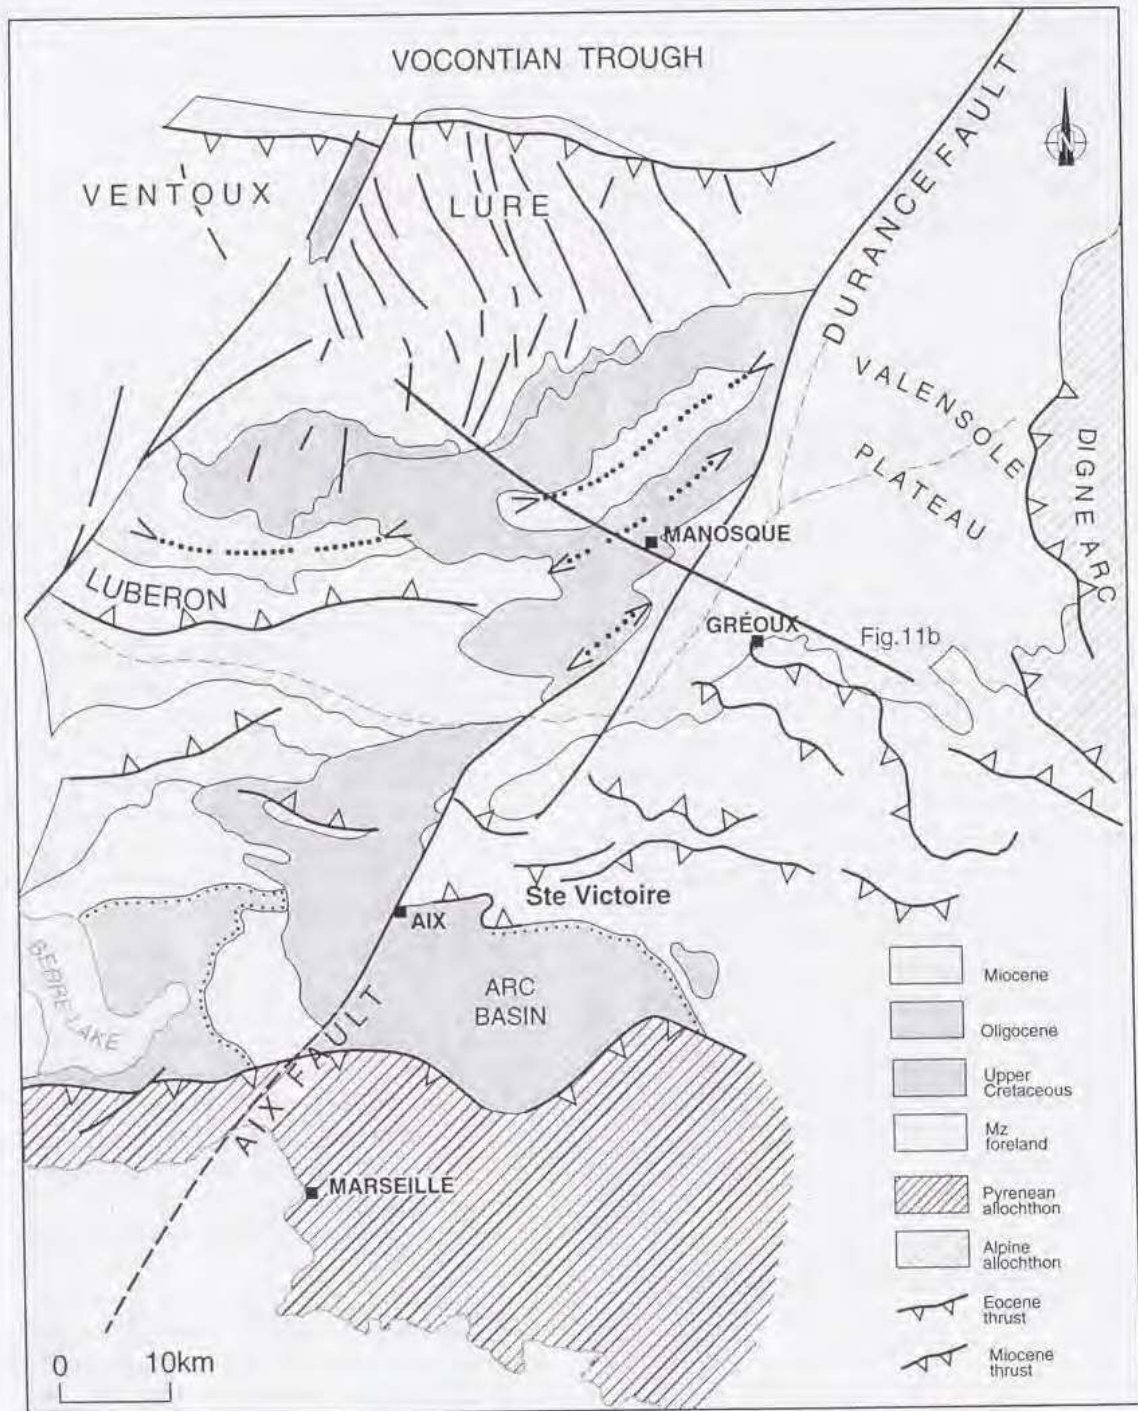 VOCONTIAN TROUGH
DURANCE FAULT
N
VENTOUX
LURE
VALENSOLE
PLATEAU
DIGNE ARC
MANOSQUE
LUBERON
GRÉOUX
Fig.11b
Ste Victoire
AIX
BERRE LAKE
ARC
BASIN
AIX FAULT
MARSEILLE
Miocene
Oligocene
Upper
Cretaceous
Mz
foreland
Pyrenean
allochthon
Alpine
allochthon
Eocene
thrust
Miocene
thrust
0 10km